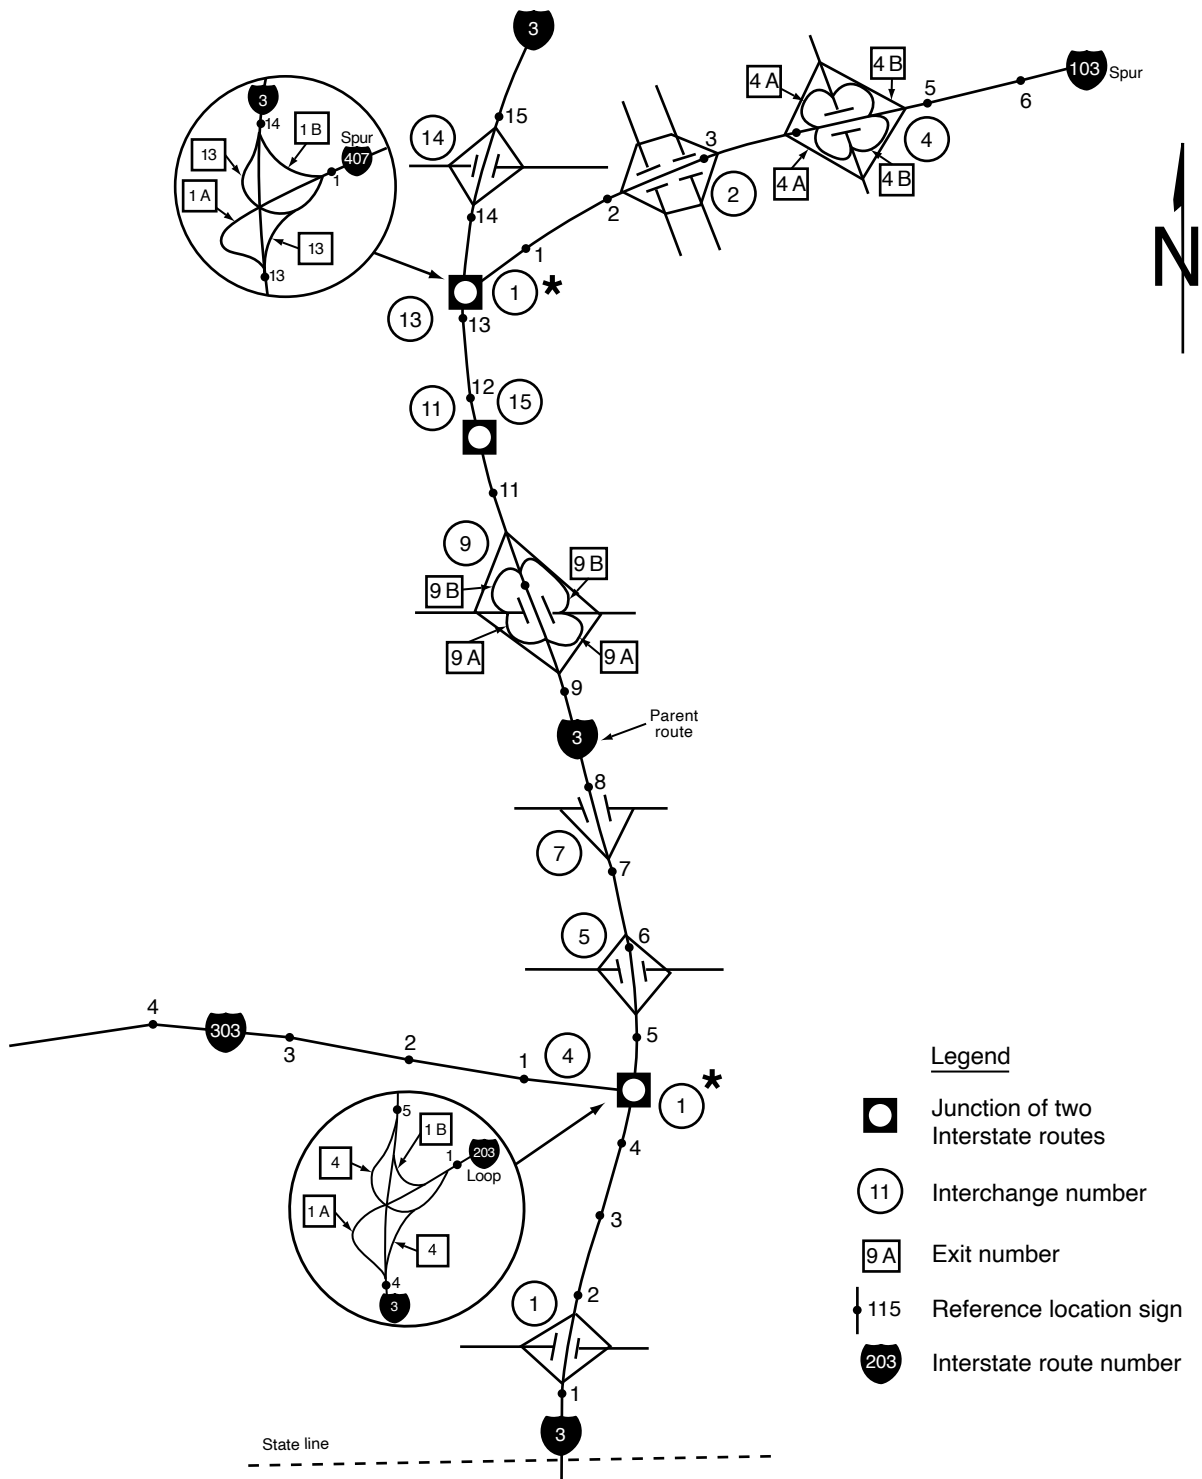 3
14
15
14
4 A
4 B
5
6
103
Spur
4
4 A
4 B
3
2
2
1
3
14
1 B
Spur
407
1
13
1 A
13
13
N
1
*
13
13
12
11
15
11
9
9 B
9 B
9 A
9 A
9
3
Parent
route
8
7
7
5
6
5
4
303
3
2
1
4
1
*
5
1 B
4
1
203
Loop
1 A
4
4
3
4
3
1
2
1
3
State line
Legend
Junction of two
Interstate routes
11 Interchange number
9 A Exit number
115 Reference location sign
203 Interstate route number